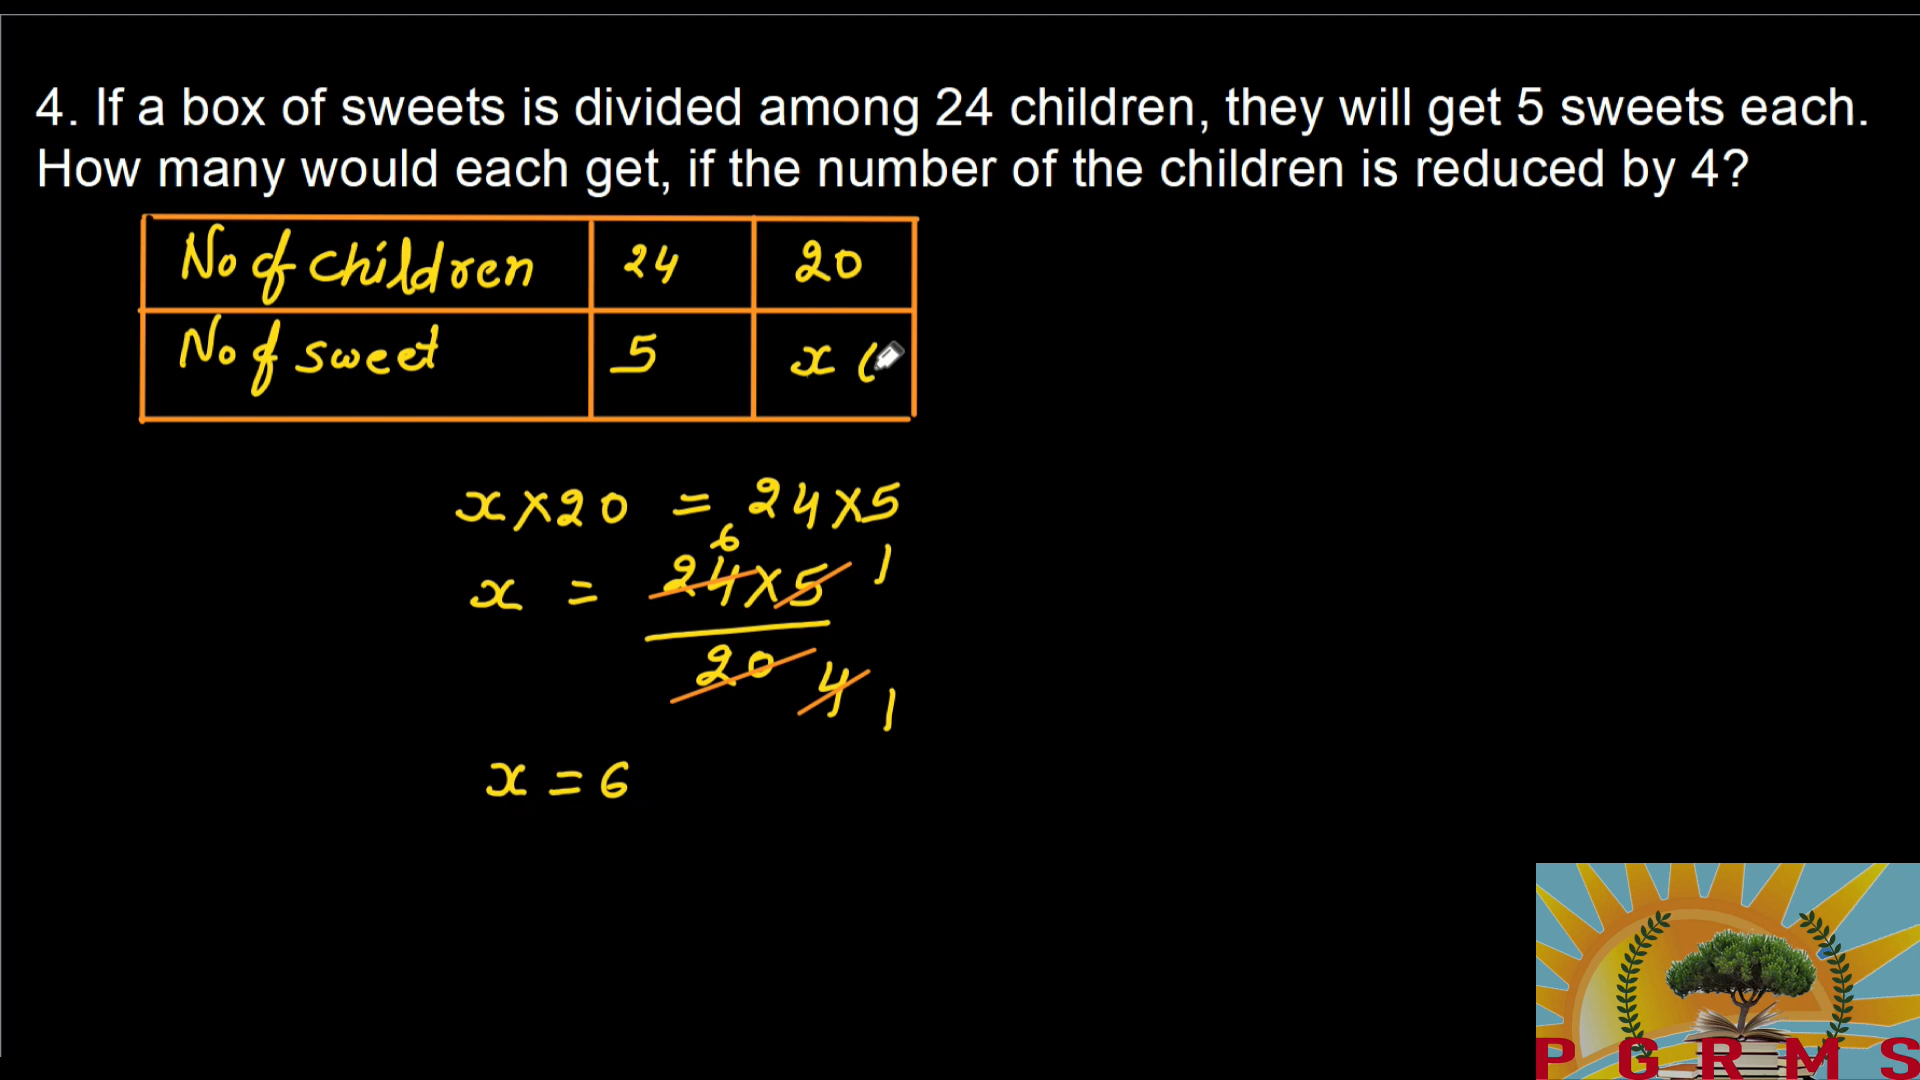 4. If a box of sweets is divided among 24 children, they will get 5 sweets each.
How many would each get, if the number of the children is reduced by 4?
No of children 24 20
No of sweet 5 x (
x × 20 = 24 × 5
6
x = 24 × 5 1
20 4 1
x = 6
P G R M S